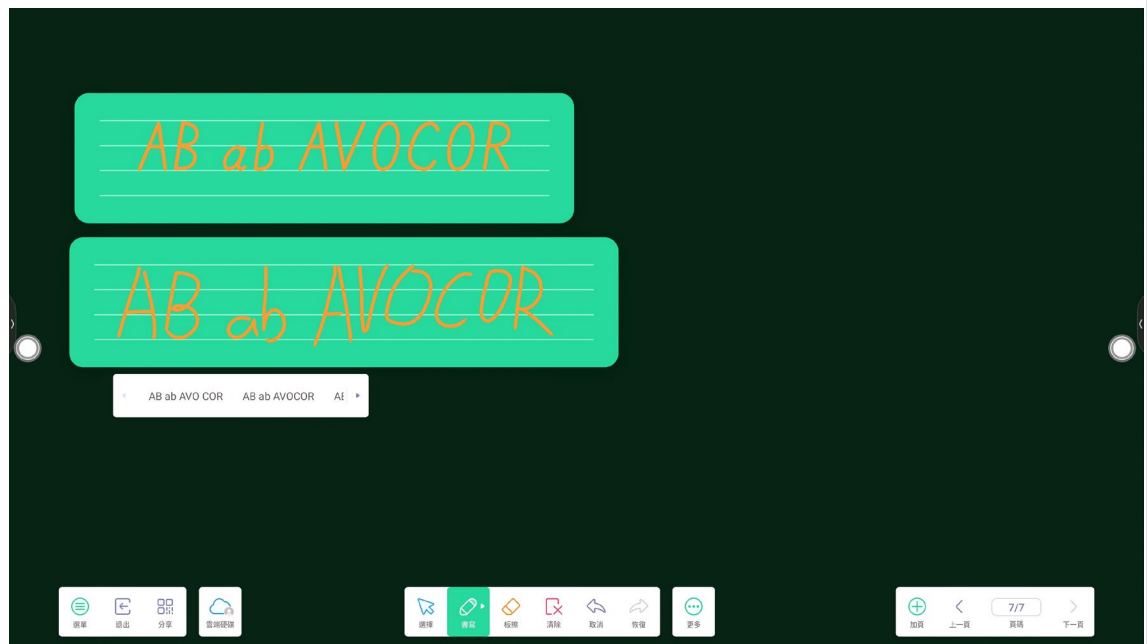 AB ab AVOCOR
AB ab AVOCOR
AB ab AVO COR AB ab AVOCOR
選單 退出 分享 雲端硬碟 選擇 書寫 板擦 清除 取消 恢復 更多 加頁 上一頁 7/7 頁碼 下一頁